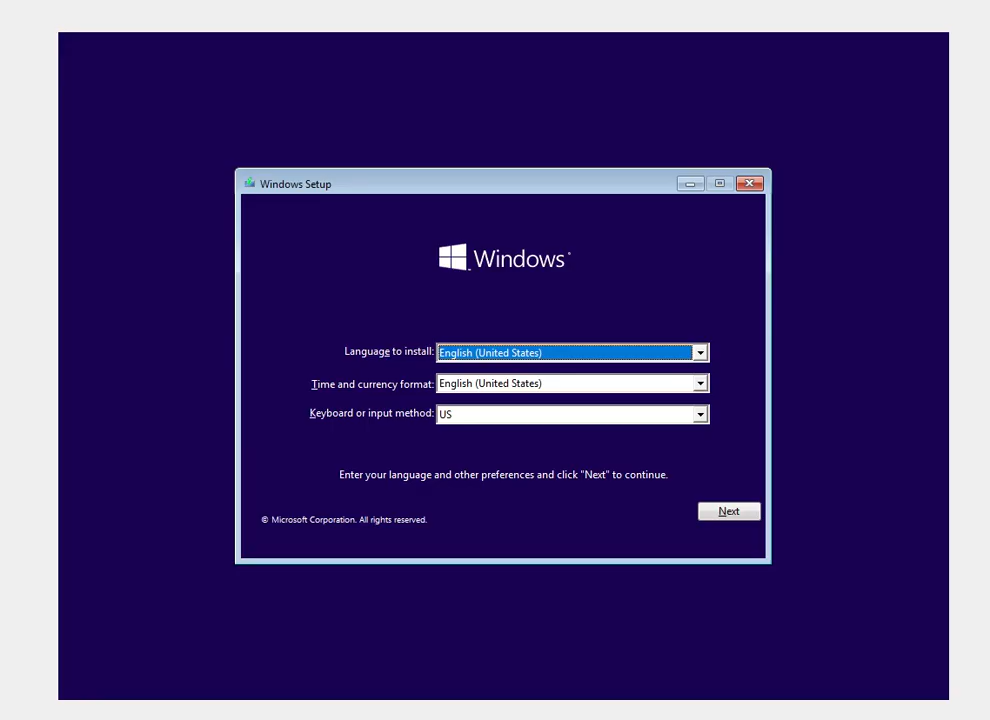 Windows Setup
Windows
Language to install: English (United States)
Time and currency format: English (United States)
Keyboard or input method: US
Enter your language and other preferences and click "Next" to continue.
Next
© Microsoft Corporation. All rights reserved.